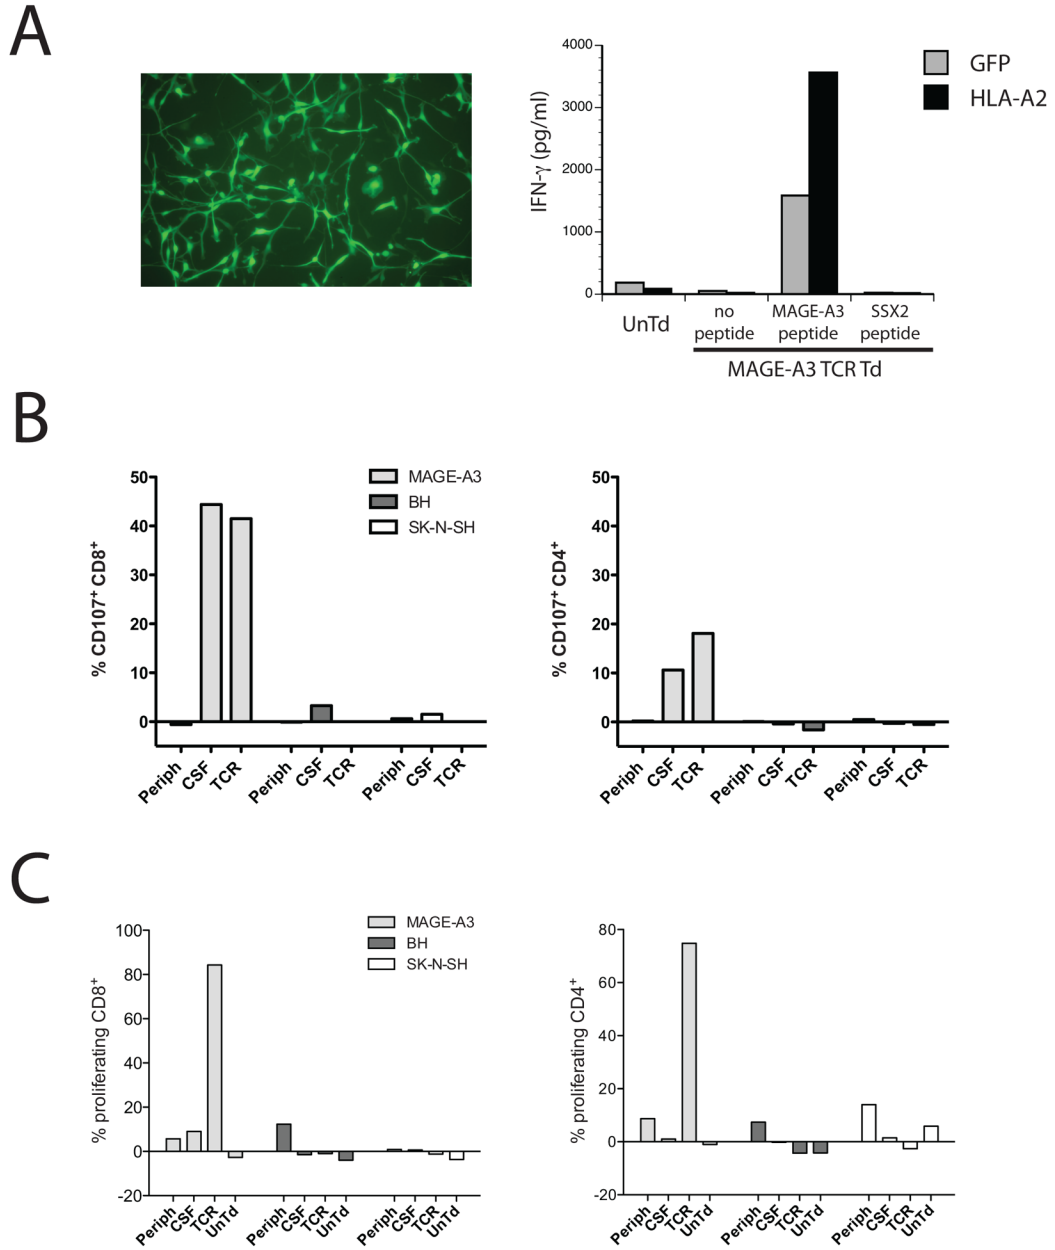 A
4000
3000
2000
1000
0
IFN-γ (pg/ml)
GFP
HLA-A2
UnTd
no peptide
MAGE-A3 peptide
SSX2 peptide
MAGE-A3 TCR Td
B
50
40
30
20
10
0
% CD107⁺ CD8⁺
MAGE-A3
BH
SK-N-SH
Periph CSF TCR Periph CSF TCR Periph CSF TCR
50
40
30
20
10
0
% CD107⁺ CD4⁺
Periph CSF TCR Periph CSF TCR Periph CSF TCR
C
100
80
60
40
20
0
-20
% proliferating CD8⁺
MAGE-A3
BH
SK-N-SH
Periph CSF TCR UnTd Periph CSF TCR UnTd Periph CSF TCR UnTd
80
60
40
20
0
-20
% proliferating CD4⁺
Periph CSF TCR UnTd Periph CSF TCR UnTd Periph CSF TCR UnTd